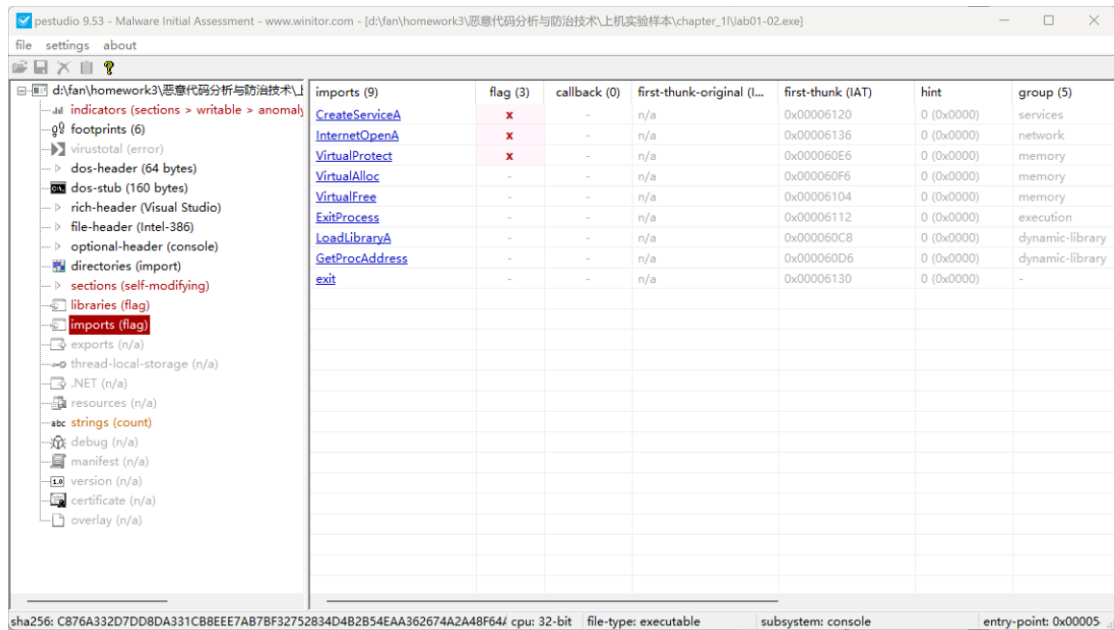 pestudio 9.53 - Malware Initial Assessment - www.winitor.com - [d:\fan\homework3\恶意代码分析与防治技术\上机实验样本\chapter_1l\lab01-02.exe]
file settings about
d:\fan\homework3\恶意代码分析与防治技术\上
indicators (sections > writable > anomaly
footprints (6)
virustotal (error)
dos-header (64 bytes)
dos-stub (160 bytes)
rich-header (Visual Studio)
file-header (Intel-386)
optional-header (console)
directories (import)
sections (self-modifying)
libraries (flag)
imports (flag)
exports (n/a)
thread-local-storage (n/a)
.NET (n/a)
resources (n/a)
abc strings (count)
debug (n/a)
manifest (n/a)
1.0 version (n/a)
certificate (n/a)
overlay (n/a)
imports (9) flag (3) callback (0) first-thunk-original (I... first-thunk (IAT) hint group (5)
CreateServiceA x - n/a 0x00006120 0 (0x0000) services
InternetOpenA x - n/a 0x00006136 0 (0x0000) network
VirtualProtect x - n/a 0x000060E6 0 (0x0000) memory
VirtualAlloc - - n/a 0x000060F6 0 (0x0000) memory
VirtualFree - - n/a 0x00006104 0 (0x0000) memory
ExitProcess - - n/a 0x00006112 0 (0x0000) execution
LoadLibraryA - - n/a 0x000060C8 0 (0x0000) dynamic-library
GetProcAddress - - n/a 0x000060D6 0 (0x0000) dynamic-library
exit - - n/a 0x00006130 0 (0x0000) -
sha256: C876A332D7DD8DA331CB8EEE7AB7BF32752834D4B2B54EAA362674A2A48F64A cpu: 32-bit file-type: executable subsystem: console entry-point: 0x00005